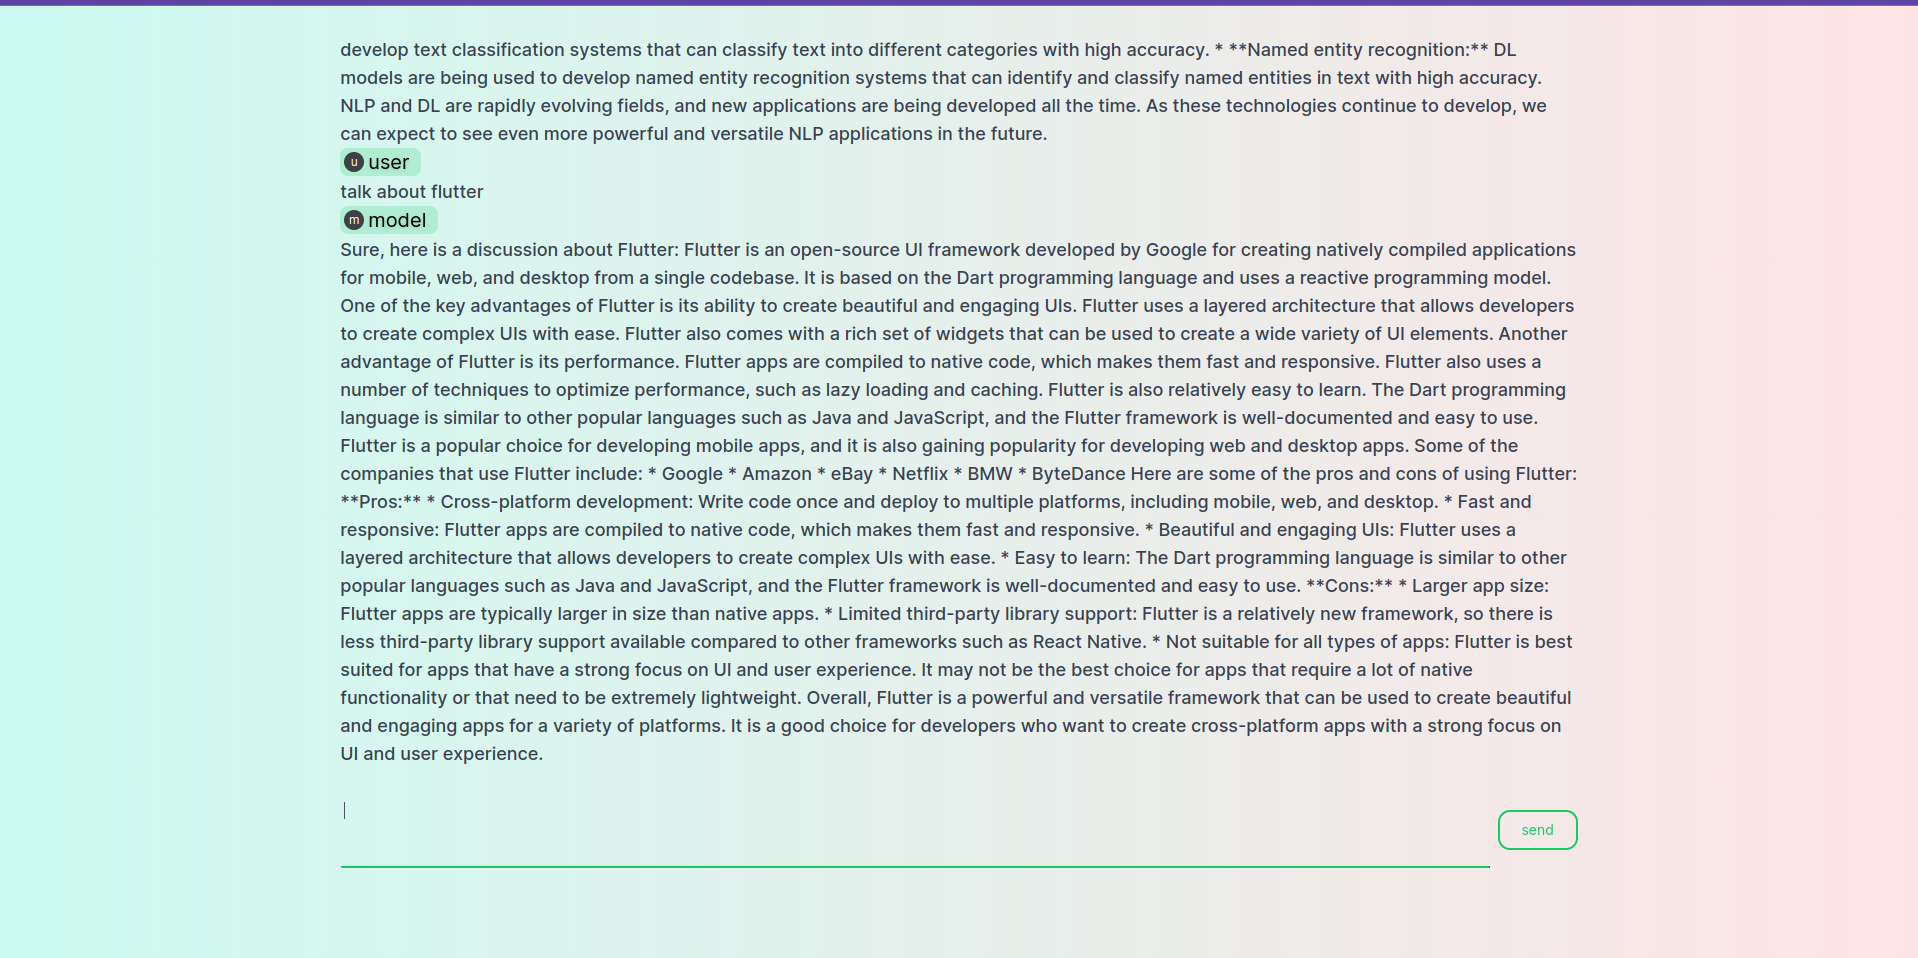 develop text classification systems that can classify text into different categories with high accuracy. * **Named entity recognition:** DL
models are being used to develop named entity recognition systems that can identify and classify named entities in text with high accuracy.
NLP and DL are rapidly evolving fields, and new applications are being developed all the time. As these technologies continue to develop, we
can expect to see even more powerful and versatile NLP applications in the future.
u user
talk about flutter
m model
Sure, here is a discussion about Flutter: Flutter is an open-source UI framework developed by Google for creating natively compiled applications
for mobile, web, and desktop from a single codebase. It is based on the Dart programming language and uses a reactive programming model.
One of the key advantages of Flutter is its ability to create beautiful and engaging UIs. Flutter uses a layered architecture that allows developers
to create complex UIs with ease. Flutter also comes with a rich set of widgets that can be used to create a wide variety of UI elements. Another
advantage of Flutter is its performance. Flutter apps are compiled to native code, which makes them fast and responsive. Flutter also uses a
number of techniques to optimize performance, such as lazy loading and caching. Flutter is also relatively easy to learn. The Dart programming
language is similar to other popular languages such as Java and JavaScript, and the Flutter framework is well-documented and easy to use.
Flutter is a popular choice for developing mobile apps, and it is also gaining popularity for developing web and desktop apps. Some of the
companies that use Flutter include: * Google * Amazon * eBay * Netflix * BMW * ByteDance Here are some of the pros and cons of using Flutter:
**Pros:** * Cross-platform development: Write code once and deploy to multiple platforms, including mobile, web, and desktop. * Fast and
responsive: Flutter apps are compiled to native code, which makes them fast and responsive. * Beautiful and engaging UIs: Flutter uses a
layered architecture that allows developers to create complex UIs with ease. * Easy to learn: The Dart programming language is similar to other
popular languages such as Java and JavaScript, and the Flutter framework is well-documented and easy to use. **Cons:** * Larger app size:
Flutter apps are typically larger in size than native apps. * Limited third-party library support: Flutter is a relatively new framework, so there is
less third-party library support available compared to other frameworks such as React Native. * Not suitable for all types of apps: Flutter is best
suited for apps that have a strong focus on UI and user experience. It may not be the best choice for apps that require a lot of native
functionality or that need to be extremely lightweight. Overall, Flutter is a powerful and versatile framework that can be used to create beautiful
and engaging apps for a variety of platforms. It is a good choice for developers who want to create cross-platform apps with a strong focus on
UI and user experience.
send